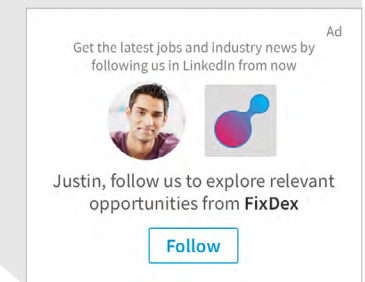 Ad
Get the latest jobs and industry news by
following us in LinkedIn from now
Justin, follow us to explore relevant
opportunities from FixDex
Follow